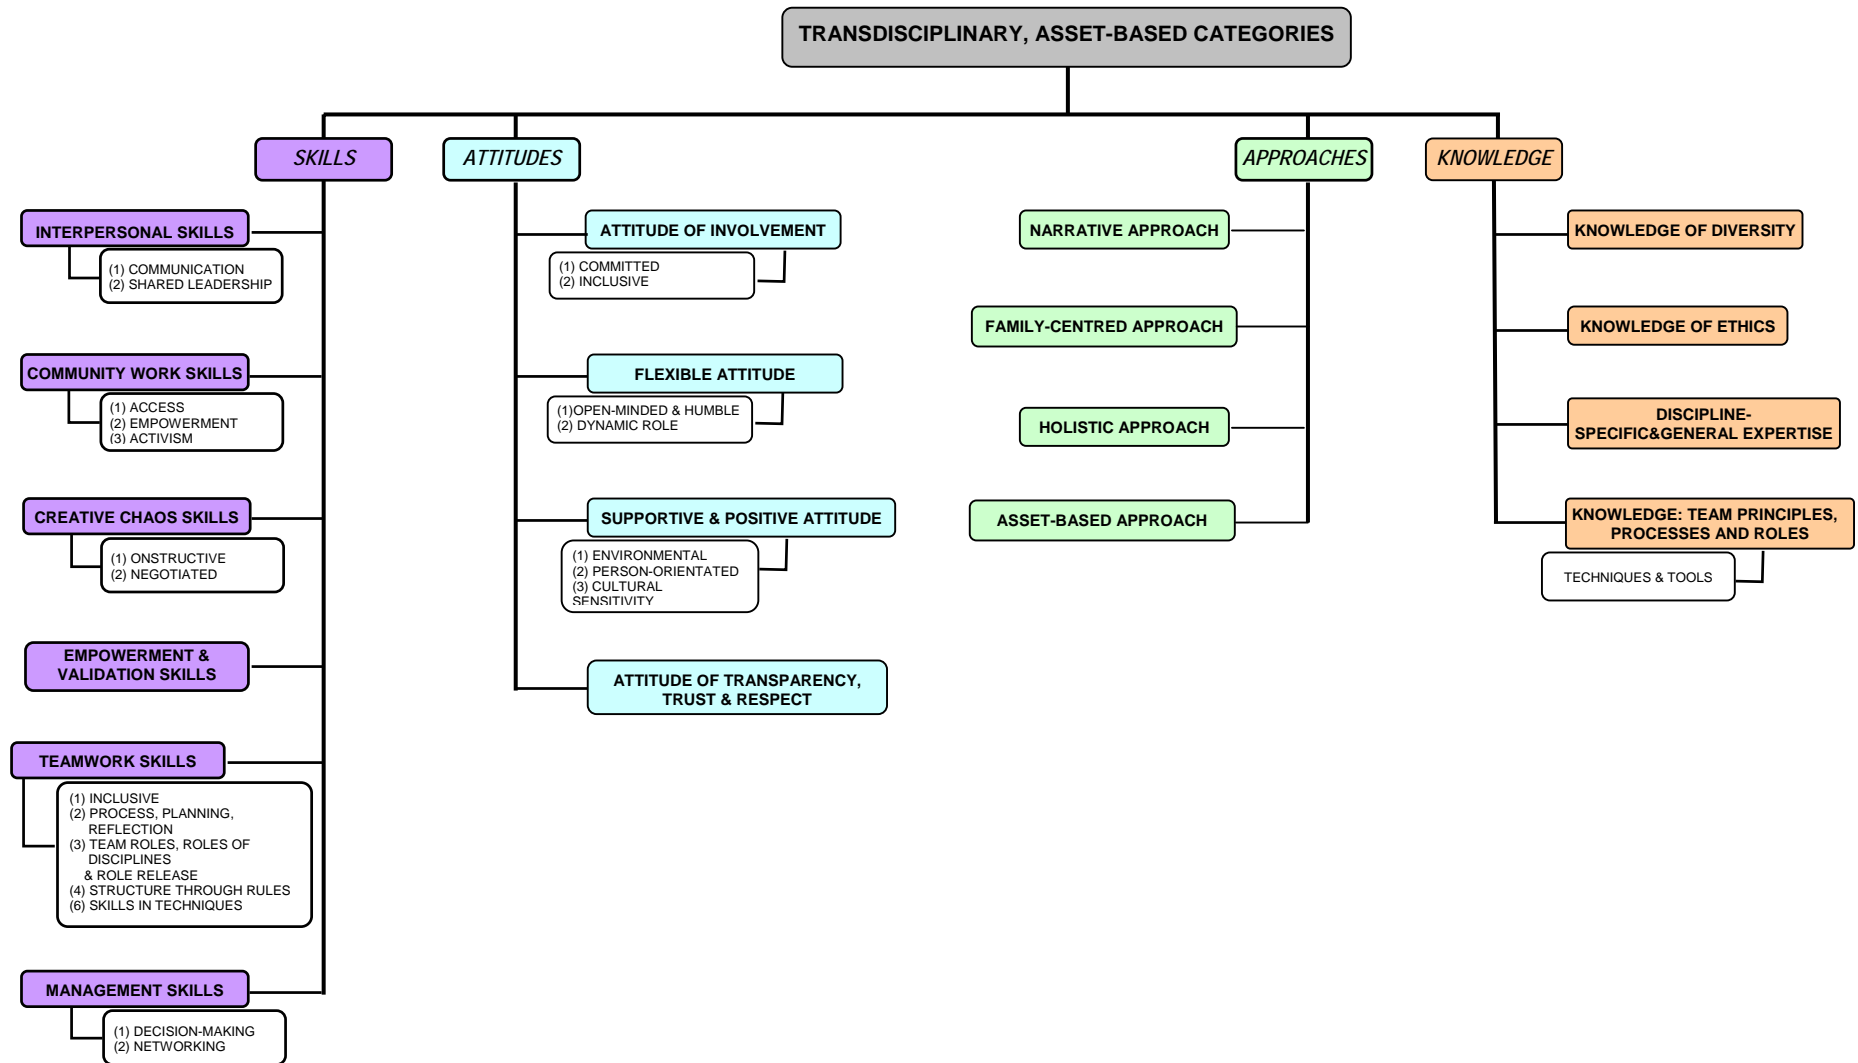 TRANSDISCIPLINARY, ASSET-BASED CATEGORIES
SKILLS
ATTITUDES
APPROACHES
KNOWLEDGE
INTERPERSONAL SKILLS
(1) COMMUNICATION
(2) SHARED LEADERSHIP
COMMUNITY WORK SKILLS
(1) ACCESS
(2) EMPOWERMENT
(3) ACTIVISM
CREATIVE CHAOS SKILLS
(1) ONSTRUCTIVE
(2) NEGOTIATED
EMPOWERMENT &
VALIDATION SKILLS
TEAMWORK SKILLS
(1) INCLUSIVE
(2) PROCESS, PLANNING,
REFLECTION
(3) TEAM ROLES, ROLES OF
DISCIPLINES
& ROLE RELEASE
(4) STRUCTURE THROUGH RULES
(6) SKILLS IN TECHNIQUES
MANAGEMENT SKILLS
(1) DECISION-MAKING
(2) NETWORKING
ATTITUDE OF INVOLVEMENT
(1) COMMITTED
(2) INCLUSIVE
FLEXIBLE ATTITUDE
(1)OPEN-MINDED & HUMBLE
(2) DYNAMIC ROLE
SUPPORTIVE & POSITIVE ATTITUDE
(1) ENVIRONMENTAL
(2) PERSON-ORIENTATED
(3) CULTURAL
SENSITIVITY
ATTITUDE OF TRANSPARENCY,
TRUST & RESPECT
NARRATIVE APPROACH
FAMILY-CENTRED APPROACH
HOLISTIC APPROACH
ASSET-BASED APPROACH
KNOWLEDGE OF DIVERSITY
KNOWLEDGE OF ETHICS
DISCIPLINE-
SPECIFIC&GENERAL EXPERTISE
KNOWLEDGE: TEAM PRINCIPLES,
PROCESSES AND ROLES
TECHNIQUES & TOOLS